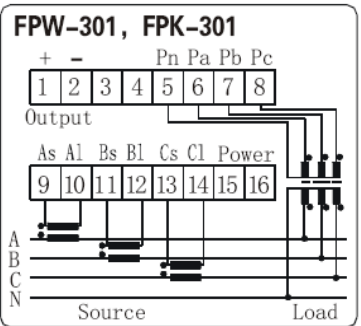 FPW-301, FPK-301
+ - Pn Pa Pb Pc
1 2 3 4 5 6 7 8
Output
As Al Bs Bl Cs Cl Power
9 10 11 12 13 14 15 16
A
B
C
N
Source Load